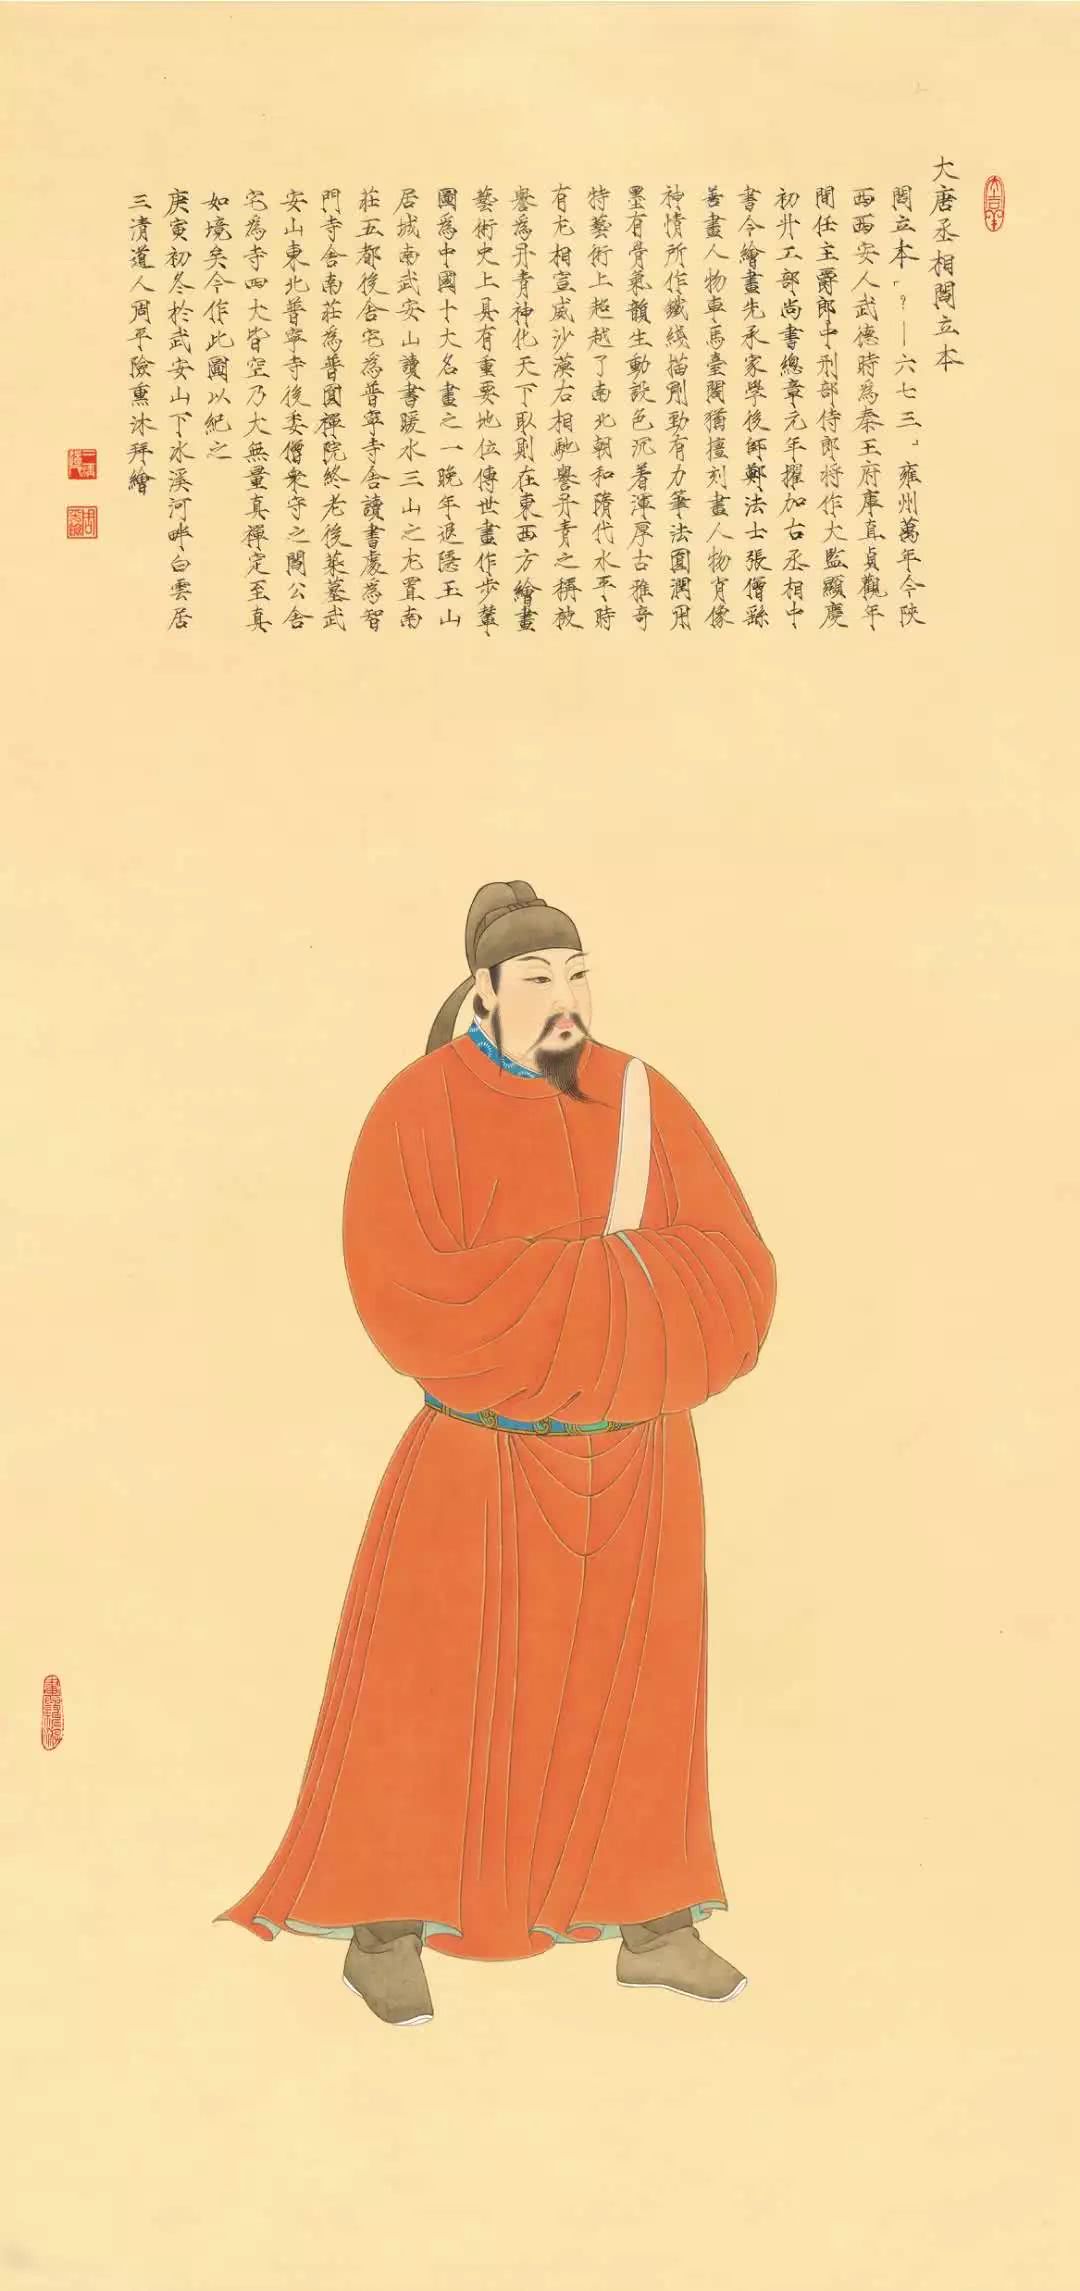 大唐丞相閻立本
閻立本「？——六七三」雍州萬年今陝
西西安人武德時為秦王府庫直貞觀年
間任主爵郎中刑部侍郎將作大監顯慶
初升工部尚書總章元年擢加右丞相中
書令繪畫先承家學後師鄭法士張僧繇
善畫人物車馬臺閣猶擅刻畫人物肖像
神情所作鐵綫描剛勁有力筆法圓潤用
墨有骨氣韻生動設色沉着渾厚古雅奇
特藝術上超越了南北朝和隋代水平時
有左相宣威沙漠右相馳譽丹青之稱被
譽為丹青神化天下取則在東西方繪畫
藝術史上具有重要地位傳世畫作步輦
圖為中國十大名畫之一晚年退隱玉山
居城南武安山讀書暖水三山之左置南
莊五都後舍宅為普寧寺舍讀書處為智
門寺舍南莊為普圓禪院終老後葬墓武
安山東北普寧寺後委僧衆守之閻公舍
宅為寺四大皆空乃大無量真禪定至真
如境矣今作此圖以紀之
庚寅初冬於武安山下水溪河畔白雲居
三清道人周平險熏沐拜繪